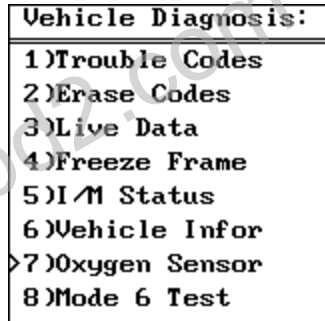 Vehicle Diagnosis:
1)Trouble Codes
2)Erase Codes
3)Live Data
4)Freeze Frame
5)I/M Status
6)Vehicle Infor
>7)Oxygen Sensor
8)Mode 6 Test